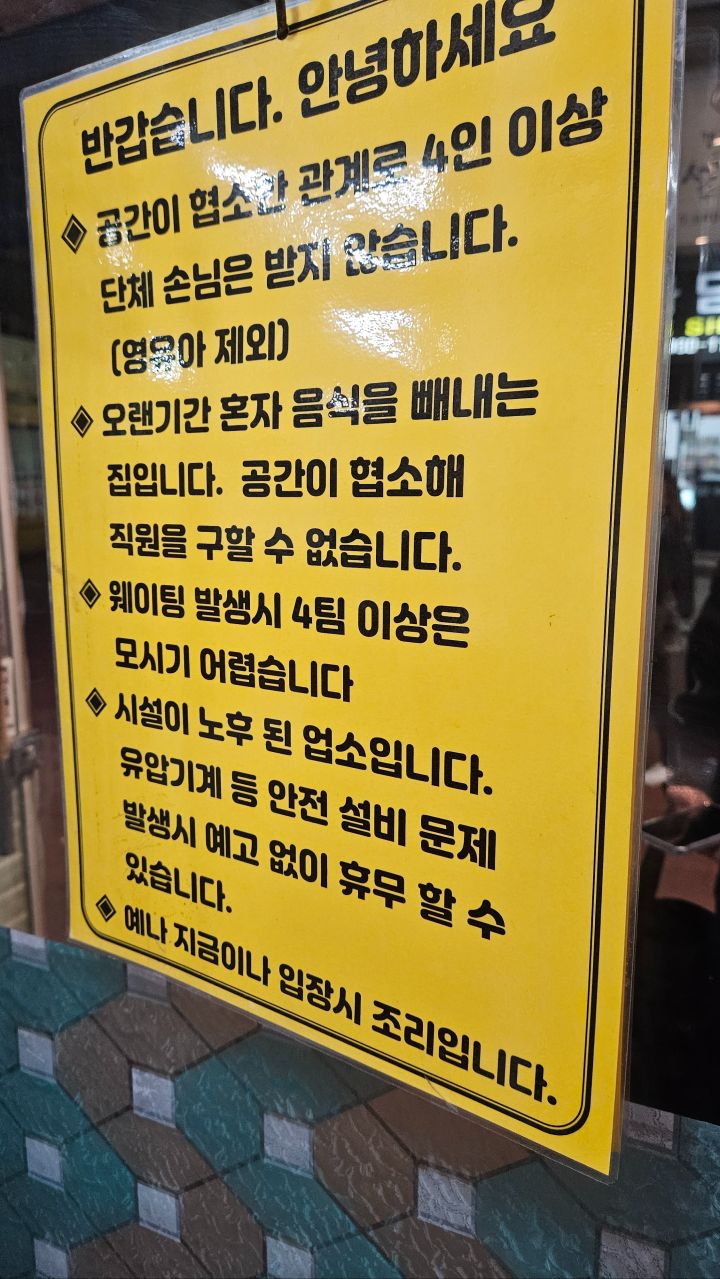 반갑습니다. 안녕하세요
◈ 공간이 협소한 관계로 4인 이상
단체 손님은 받지 않습니다.
(영유아 제외)
◈ 오랜기간 혼자 음식을 빼내는
집입니다. 공간이 협소해
직원을 구할 수 없습니다.
◈ 웨이팅 발생시 4팀 이상은
모시기 어렵습니다
◈ 시설이 노후 된 업소입니다.
유압기계 등 안전 설비 문제
발생시 예고 없이 휴무 할 수
있습니다.
◈ 예나 지금이나 입장시 조리입니다.